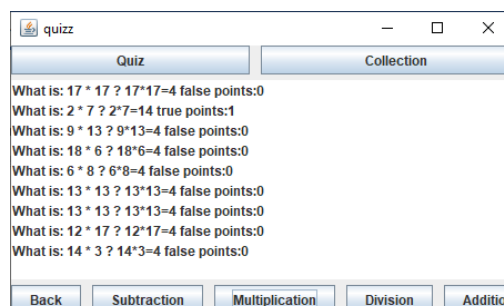 quizz
Quiz Collection
What is: 17 * 17 ? 17*17=4 false points:0
What is: 2 * 7 ? 2*7=14 true points:1
What is: 9 * 13 ? 9*13=4 false points:0
What is: 18 * 6 ? 18*6=4 false points:0
What is: 6 * 8 ? 6*8=4 false points:0
What is: 13 * 13 ? 13*13=4 false points:0
What is: 13 * 13 ? 13*13=4 false points:0
What is: 12 * 17 ? 12*17=4 false points:0
What is: 14 * 3 ? 14*3=4 false points:0
Back Subtraction Multiplication Division Additio